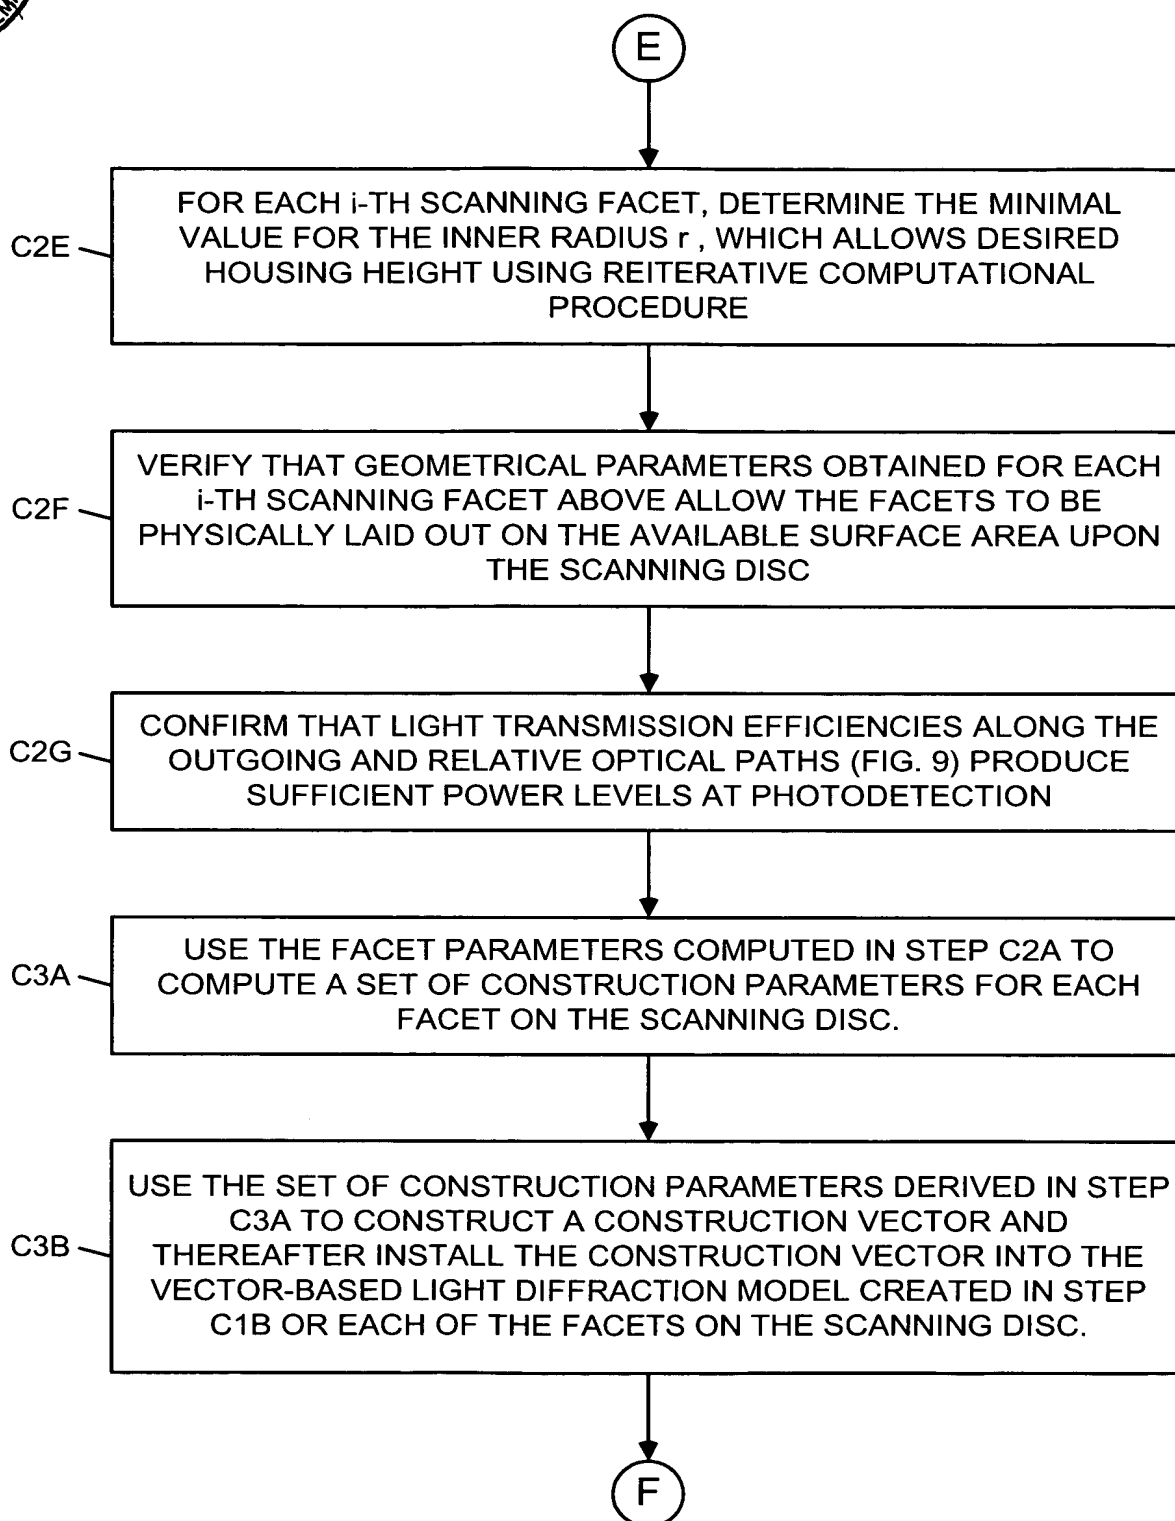 E
C2E
FOR EACH i-TH SCANNING FACET, DETERMINE THE MINIMAL
VALUE FOR THE INNER RADIUS r , WHICH ALLOWS DESIRED
HOUSING HEIGHT USING REITERATIVE COMPUTATIONAL
PROCEDURE
C2F
VERIFY THAT GEOMETRICAL PARAMETERS OBTAINED FOR EACH
i-TH SCANNING FACET ABOVE ALLOW THE FACETS TO BE
PHYSICALLY LAID OUT ON THE AVAILABLE SURFACE AREA UPON
THE SCANNING DISC
C2G
CONFIRM THAT LIGHT TRANSMISSION EFFICIENCIES ALONG THE
OUTGOING AND RELATIVE OPTICAL PATHS (FIG. 9) PRODUCE
SUFFICIENT POWER LEVELS AT PHOTODETECTION
C3A
USE THE FACET PARAMETERS COMPUTED IN STEP C2A TO
COMPUTE A SET OF CONSTRUCTION PARAMETERS FOR EACH
FACET ON THE SCANNING DISC.
C3B
USE THE SET OF CONSTRUCTION PARAMETERS DERIVED IN STEP
C3A TO CONSTRUCT A CONSTRUCTION VECTOR AND
THEREAFTER INSTALL THE CONSTRUCTION VECTOR INTO THE
VECTOR-BASED LIGHT DIFFRACTION MODEL CREATED IN STEP
C1B OR EACH OF THE FACETS ON THE SCANNING DISC.
F